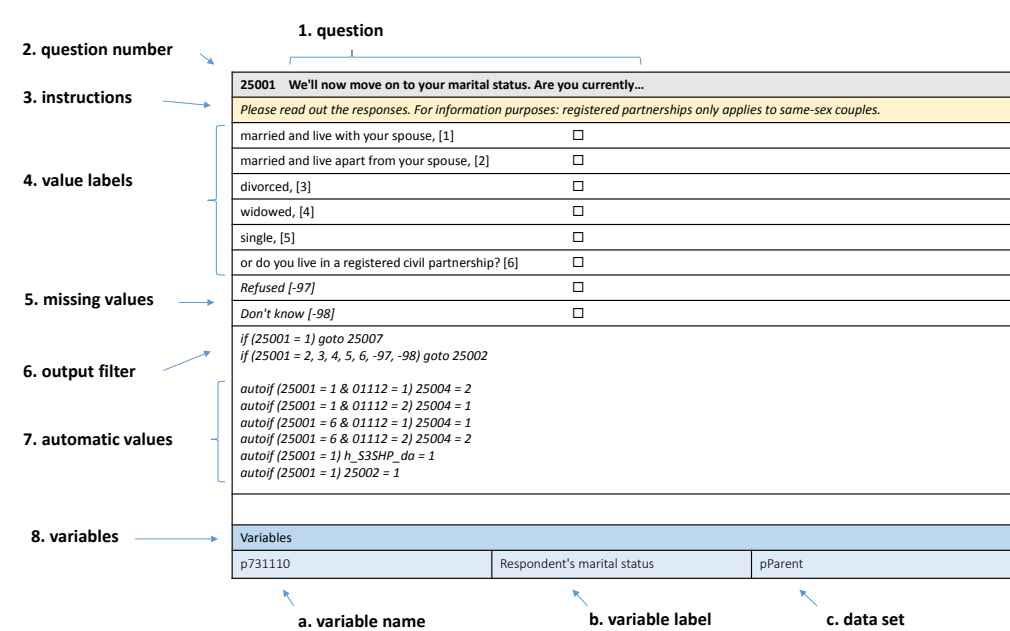 1. question
2. question number
25001 We'll now move on to your marital status. Are you currently…
3. instructions
Please read out the responses. For information purposes: registered partnerships only applies to same-sex couples.
4. value labels
married and live with your spouse, [1] ☐
married and live apart from your spouse, [2] ☐
divorced, [3] ☐
widowed, [4] ☐
single, [5] ☐
or do you live in a registered civil partnership? [6] ☐
5. missing values
Refused [-97] ☐
Don't know [-98] ☐
6. output filter
if (25001 = 1) goto 25007
if (25001 = 2, 3, 4, 5, 6, -97, -98) goto 25002
7. automatic values
autoif (25001 = 1 & 01112 = 1) 25004 = 2
autoif (25001 = 1 & 01112 = 2) 25004 = 1
autoif (25001 = 6 & 01112 = 1) 25004 = 1
autoif (25001 = 6 & 01112 = 2) 25004 = 2
autoif (25001 = 1) h_S3SHP_da = 1
autoif (25001 = 1) 25002 = 1
8. variables
Variables
p731110 Respondent's marital status pParent
a. variable name b. variable label c. data set